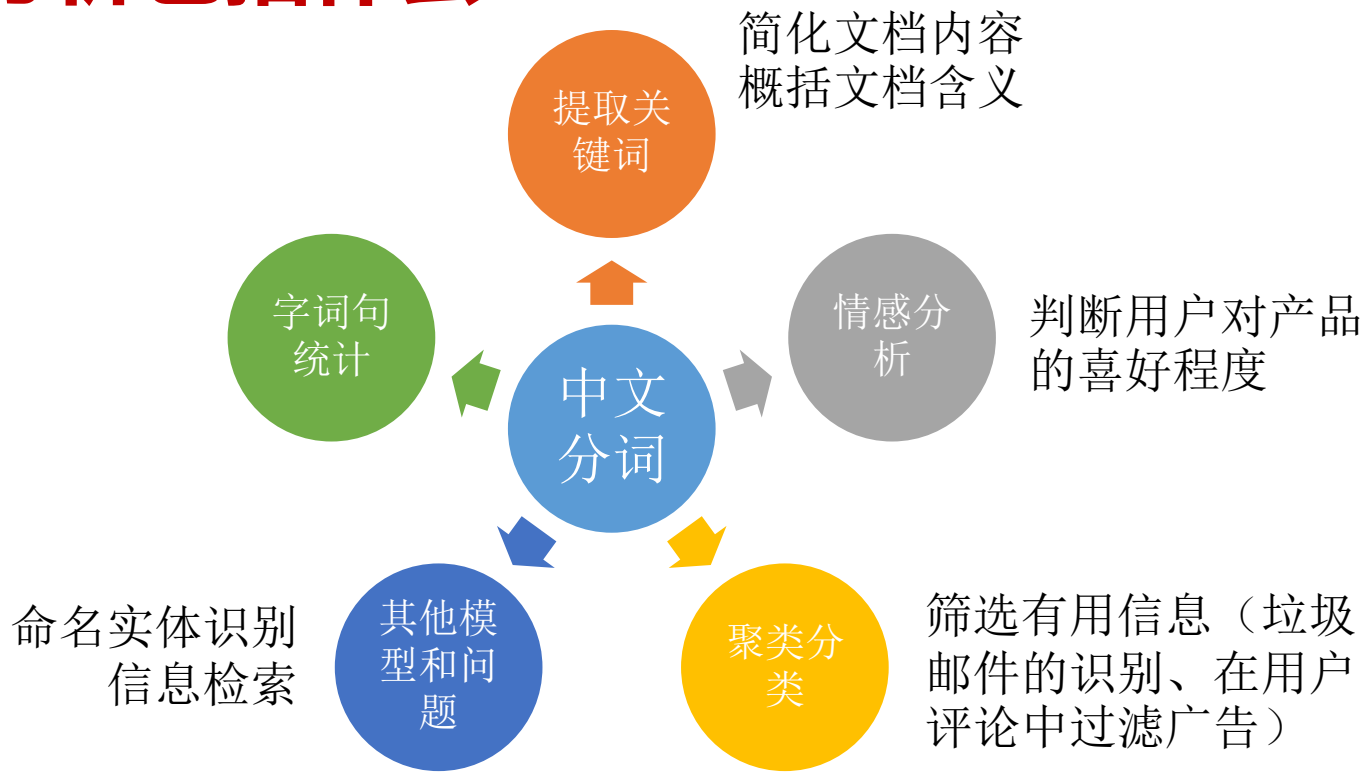 简化文档内容
概括文档含义
提取关
键词
字词句
统计
情感分
析
判断用户对产品
的喜好程度
中文
分词
命名实体识别
信息检索
其他模
型和问
题
聚类分
类
筛选有用信息（垃圾
邮件的识别、在用户
评论中过滤广告）